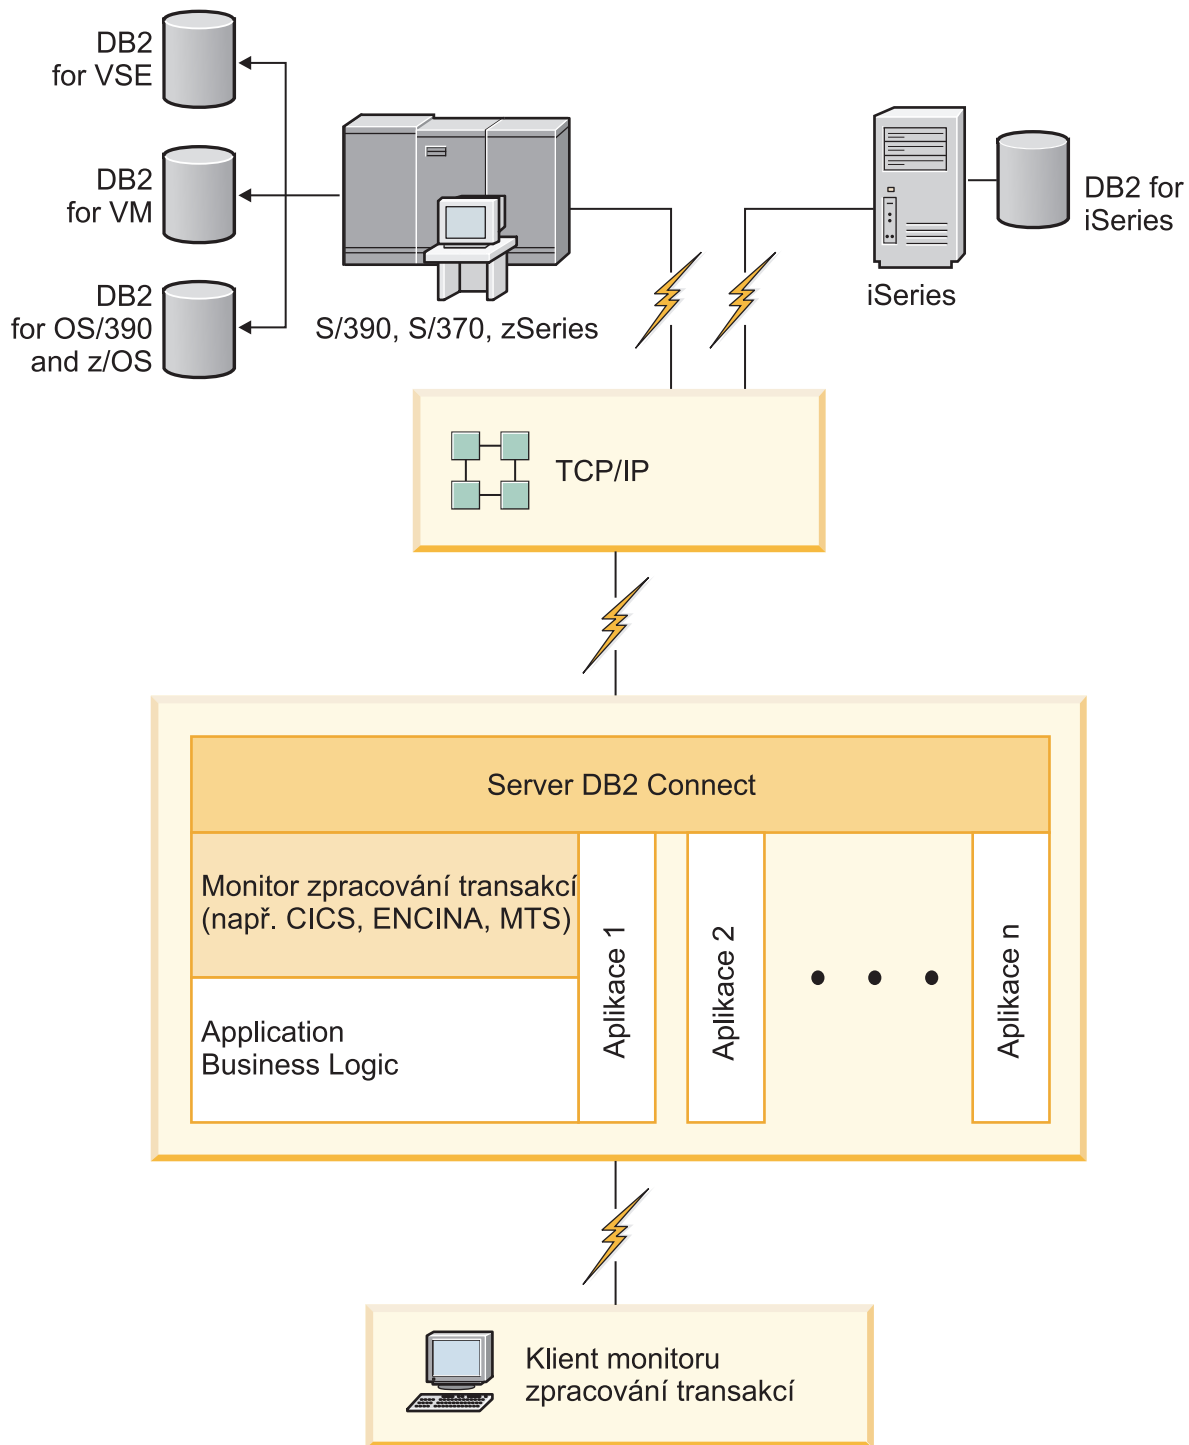 DB2
for VSE
DB2
for VM
DB2
for OS/390
and z/OS
S/390, S/370, zSeries
iSeries
DB2 for
iSeries
TCP/IP
Server DB2 Connect
Monitor zpracování transakcí
(např. CICS, ENCINA, MTS)
Application
Business Logic
Aplikace 1
Aplikace 2
Aplikace n
Klient monitoru
zpracování transakcí